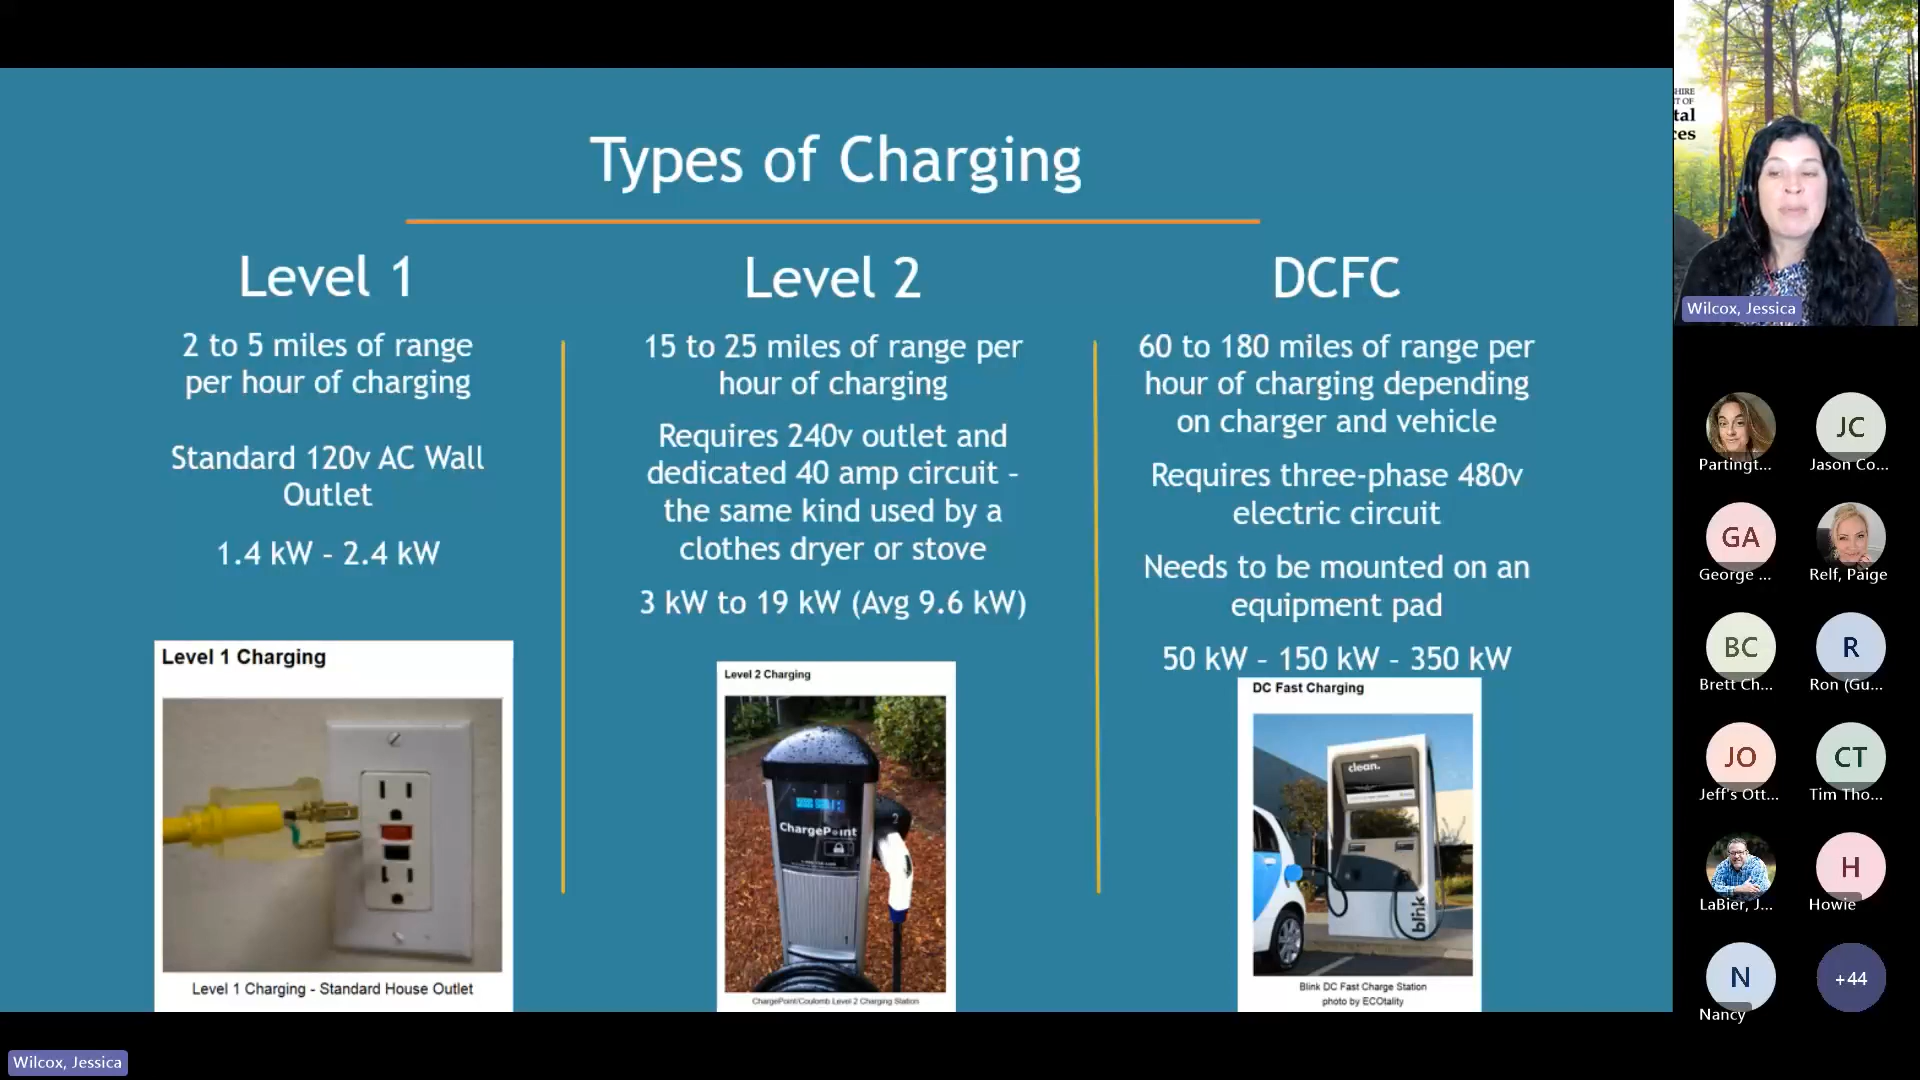 Types of Charging
Level 1
2 to 5 miles of range
per hour of charging
Standard 120v AC Wall
Outlet
1.4 kW – 2.4 kW
Level 1 Charging
Level 1 Charging - Standard House Outlet
Level 2
15 to 25 miles of range per
hour of charging
Requires 240v outlet and
dedicated 40 amp circuit –
the same kind used by a
clothes dryer or stove
3 kW to 19 kW (Avg 9.6 kW)
Level 2 Charging
ChargePoint
ChargePoint/Coulomb Level 2 Charging Station
DCFC
60 to 180 miles of range per
hour of charging depending
on charger and vehicle
Requires three-phase 480v
electric circuit
Needs to be mounted on an
equipment pad
50 kW – 150 kW – 350 kW
DC Fast Charging
clean.
blink
Blink DC Fast Charge Station
photo by ECOtality
HIRE
T OF
tal
ces
Wilcox, Jessica
Partingt...
JC
Jason Co...
GA
George ...
Relf, Paige
BC
Brett Ch...
R
Ron (Gu...
JO
Jeff's Ott...
CT
Tim Tho...
LaBier, J...
H
Howie
N
Nancy
+44
Wilcox, Jessica